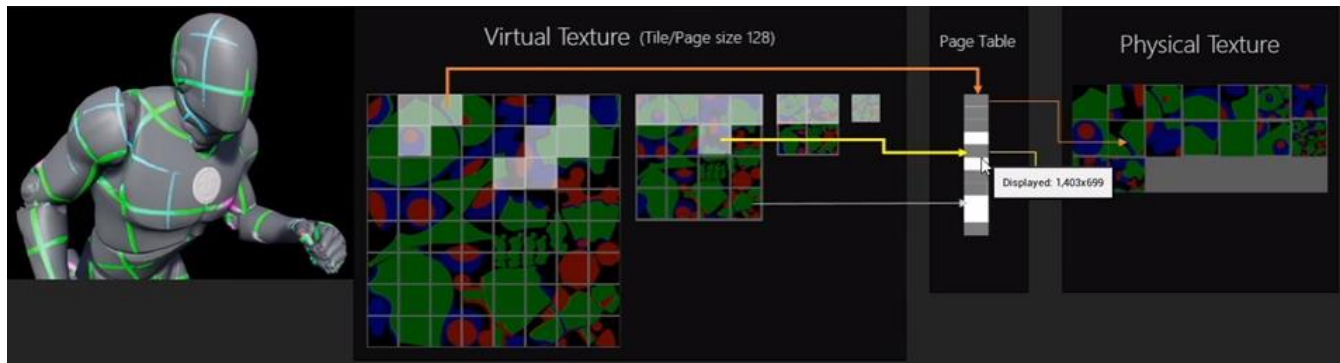 Virtual Texture (Tile/Page size 128)
Page Table
Physical Texture
Displayed: 1,403x699